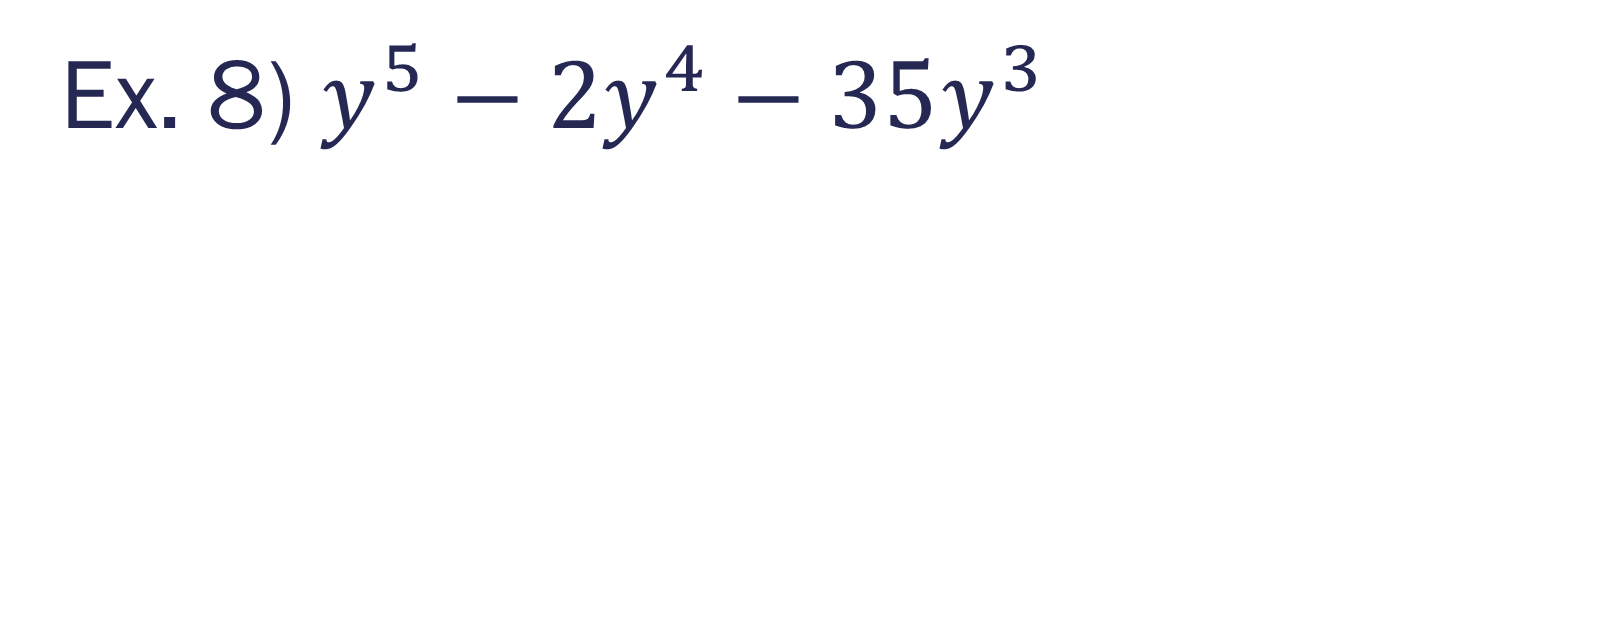 Ex. 8) y⁵ − 2y⁴ − 35y³